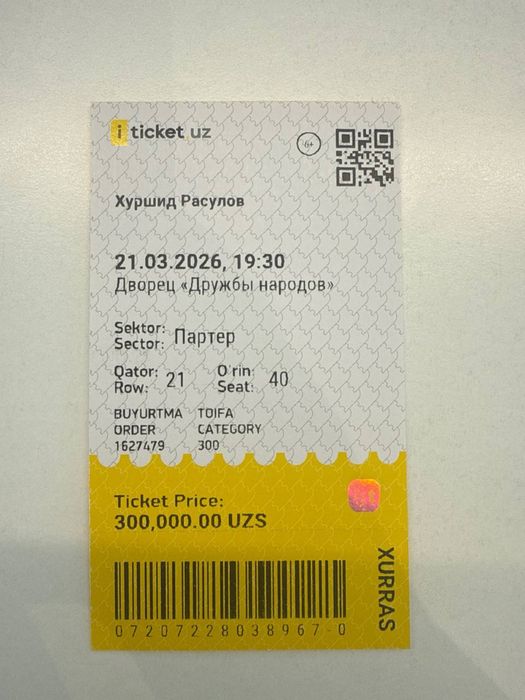 iticket.uz
6+
Хуршид Расулов
21.03.2026, 19:30
Дворец «Дружбы народов»
Sektor:
Sector: Партер
Qator:
Row: 21
O'rin:
Seat: 40
BUYURTMA TOIFA
ORDER CATEGORY
1627479 300
Ticket Price:
300,000.00 UZS
XURRAS
07207228038967-0